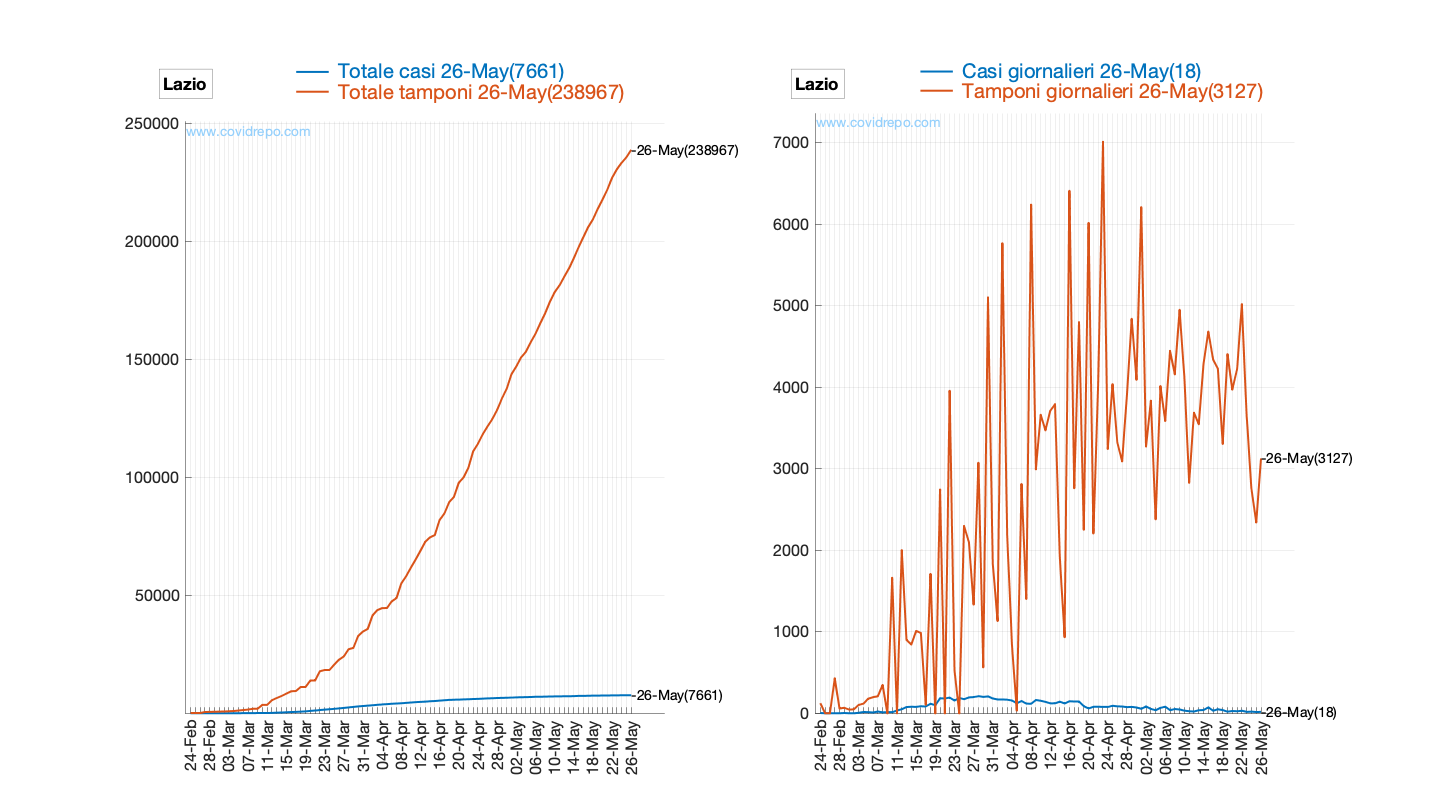 Lazio
Totale casi 26-May(7661)
Totale tamponi 26-May(238967)
www.covidrepo.com
250000
200000
150000
100000
50000
26-May(238967)
26-May(7661)
24-Feb
28-Feb
03-Mar
07-Mar
11-Mar
15-Mar
19-Mar
23-Mar
27-Mar
31-Mar
04-Apr
08-Apr
12-Apr
16-Apr
20-Apr
24-Apr
28-Apr
02-May
06-May
10-May
14-May
18-May
22-May
26-May
Lazio
Casi giornalieri 26-May(18)
Tamponi giornalieri 26-May(3127)
www.covidrepo.com
7000
6000
5000
4000
3000
2000
1000
0
26-May(3127)
26-May(18)
24-Feb
28-Feb
03-Mar
07-Mar
11-Mar
15-Mar
19-Mar
23-Mar
27-Mar
31-Mar
04-Apr
08-Apr
12-Apr
16-Apr
20-Apr
24-Apr
28-Apr
02-May
06-May
10-May
14-May
18-May
22-May
26-May